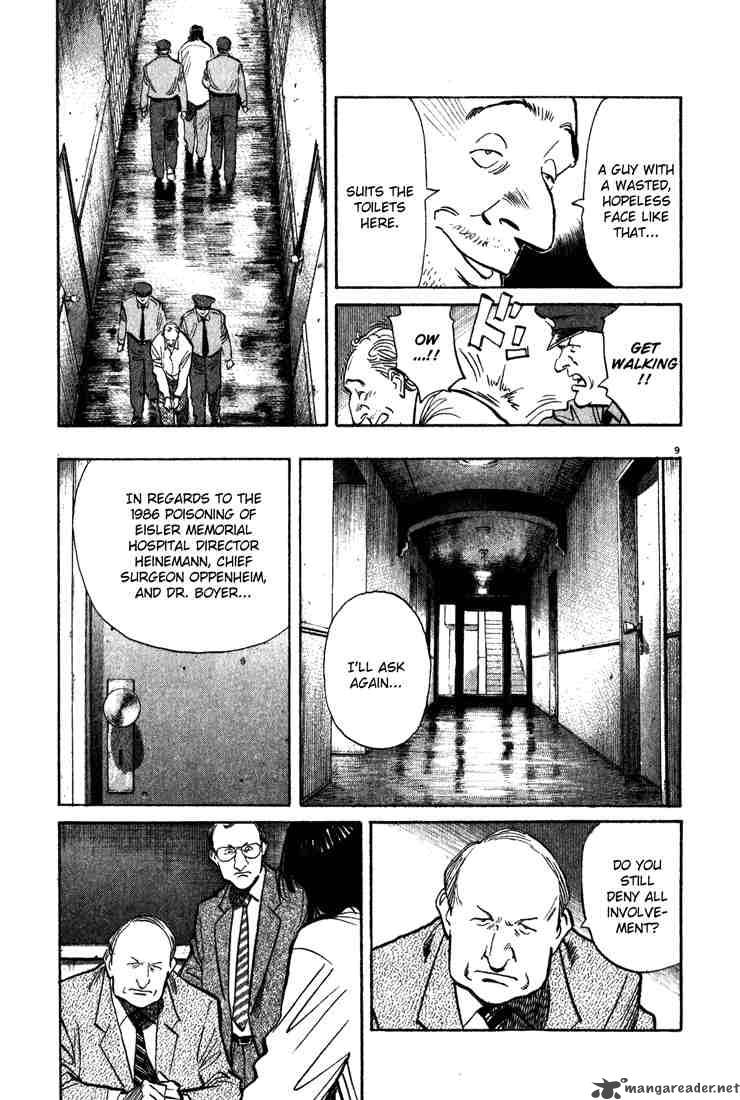 A GUY WITH
A WASTED,
HOPELESS
FACE LIKE
THAT...
SUITS THE
TOILETS
HERE.
GET
WALKING
!!
ドン
OW
...!!
9
I'LL ASK
AGAIN...
IN REGARDS TO THE
1986 POISONING OF
EISLER MEMORIAL
HOSPITAL DIRECTOR
HEINEMANN, CHIEF
SURGEON OPPENHEIM,
AND DR. BOYER...
DO YOU
STILL
DENY ALL
INVOLVE-
MENT?
mangareader.net